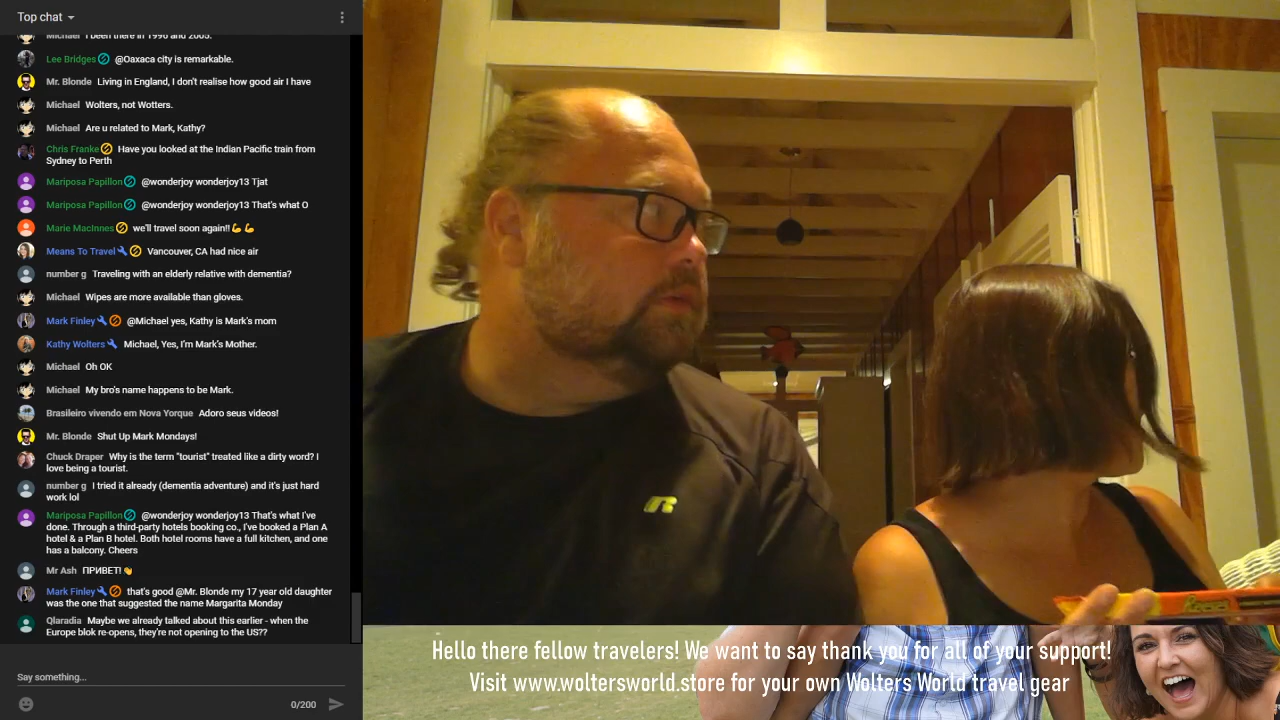 Top chat
Michael I been there in 1996 and 2005.
Lee Bridges @Oaxaca city is remarkable.
Mr. Blonde Living in England, I don't realise how good air I have
Michael Wolters, not Wotters.
Michael Are u related to Mark, Kathy?
Chris Franke Have you looked at the Indian Pacific train from
Sydney to Perth
Mariposa Papillon @wonderjoy wonderjoy13 Tjat
Mariposa Papillon @wonderjoy wonderjoy13 That's what O
Marie MacInnes we'll travel soon again!!💪💪
Means To Travel Vancouver, CA had nice air
number g Traveling with an elderly relative with dementia?
Michael Wipes are more available than gloves.
Mark Finley @Michael yes, Kathy is Mark's mom
Kathy Wolters Michael, Yes, I'm Mark's Mother.
Michael Oh OK
Michael My bro's name happens to be Mark.
Brasileiro vivendo em Nova Yorque Adoro seus videos!
Mr. Blonde Shut Up Mark Mondays!
Chuck Draper Why is the term "tourist" treated like a dirty word? I
love being a tourist.
number g I tried it already (dementia adventure) and it's just hard
work lol
Mariposa Papillon @wonderjoy wonderjoy13 That's what I've
done. Through a third-party hotels booking co., I've booked a Plan A
hotel & a Plan B hotel. Both hotel rooms have a full kitchen, and one
has a balcony. Cheers
Mr Ash ПРИВЕТ!👋
Mark Finley that's good @Mr. Blonde my 17 year old daughter
was the one that suggested the name Margarita Monday
Qlaradia Maybe we already talked about this earlier - when the
Europe blok re-opens, they're not opening to the US??
Say something...
0/200
Hello there fellow travelers! We want to say thank you for all of your support!
Visit www.woltersworld.store for your own Wolters World travel gear